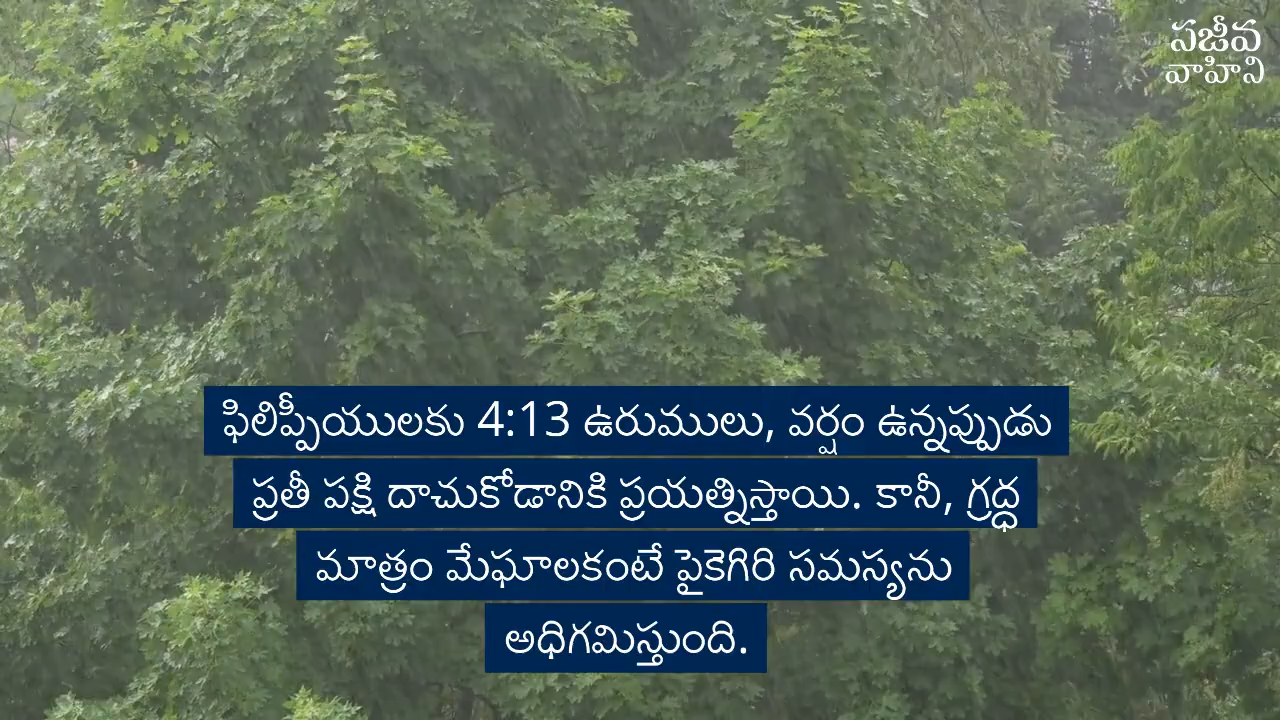 సజీవ
వాహిని
ఫిలిప్పీయులకు 4:13 ఉరుములు, వర్షం ఉన్నప్పుడు
ప్రతీ పక్షి దాచుకోడానికి ప్రయత్నిస్తాయి. కానీ, గ్రద్ధ
మాత్రం మేఘాలకంటే పైకెగిరి సమస్యను
అధిగమిస్తుంది.